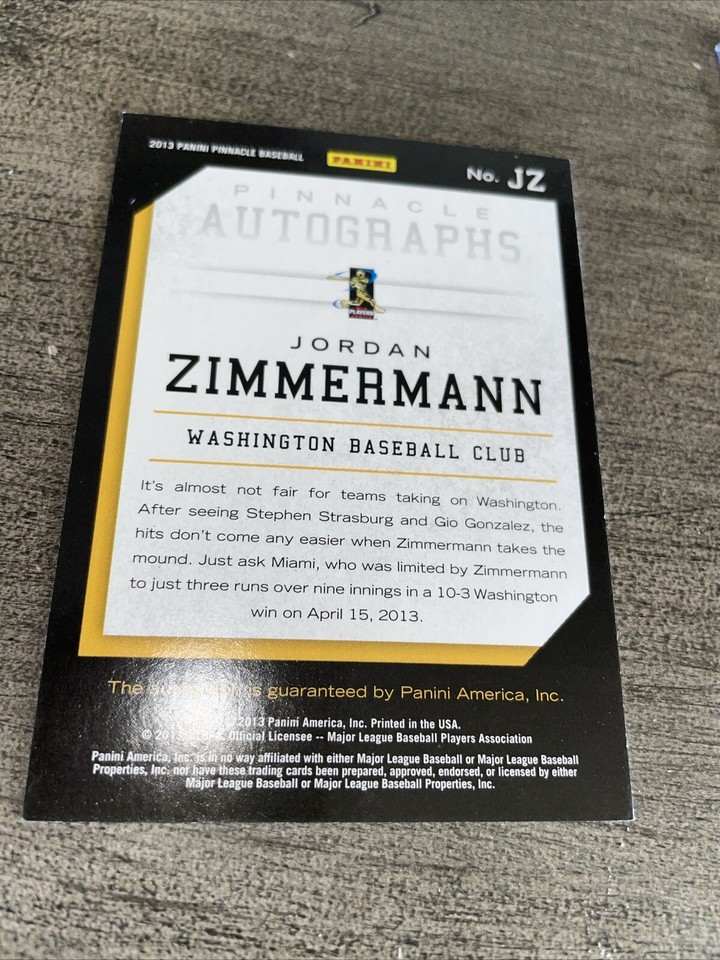 2013 PANINI PINNACLE BASEBALL
PANINI
No. JZ
PINNACLE
AUTOGRAPHS
PLAYERS
JORDAN
ZIMMERMANN
WASHINGTON BASEBALL CLUB
It's almost not fair for teams taking on Washington.
After seeing Stephen Strasburg and Gio Gonzalez, the
hits don't come any easier when Zimmermann takes the
mound. Just ask Miami, who was limited by Zimmermann
to just three runs over nine innings in a 10-3 Washington
win on April 15, 2013.
The is guaranteed by Panini America, Inc.
2013 Panini America, Inc. Printed in the USA.
© Official Licensee -- Major League Baseball Players Association
Panini America, Inc. is in no way affiliated with either Major League Baseball or Major League Baseball
Properties, Inc. nor have these trading cards been prepared, approved, endorsed, or licensed by either
Major League Baseball or Major League Baseball Properties, Inc.